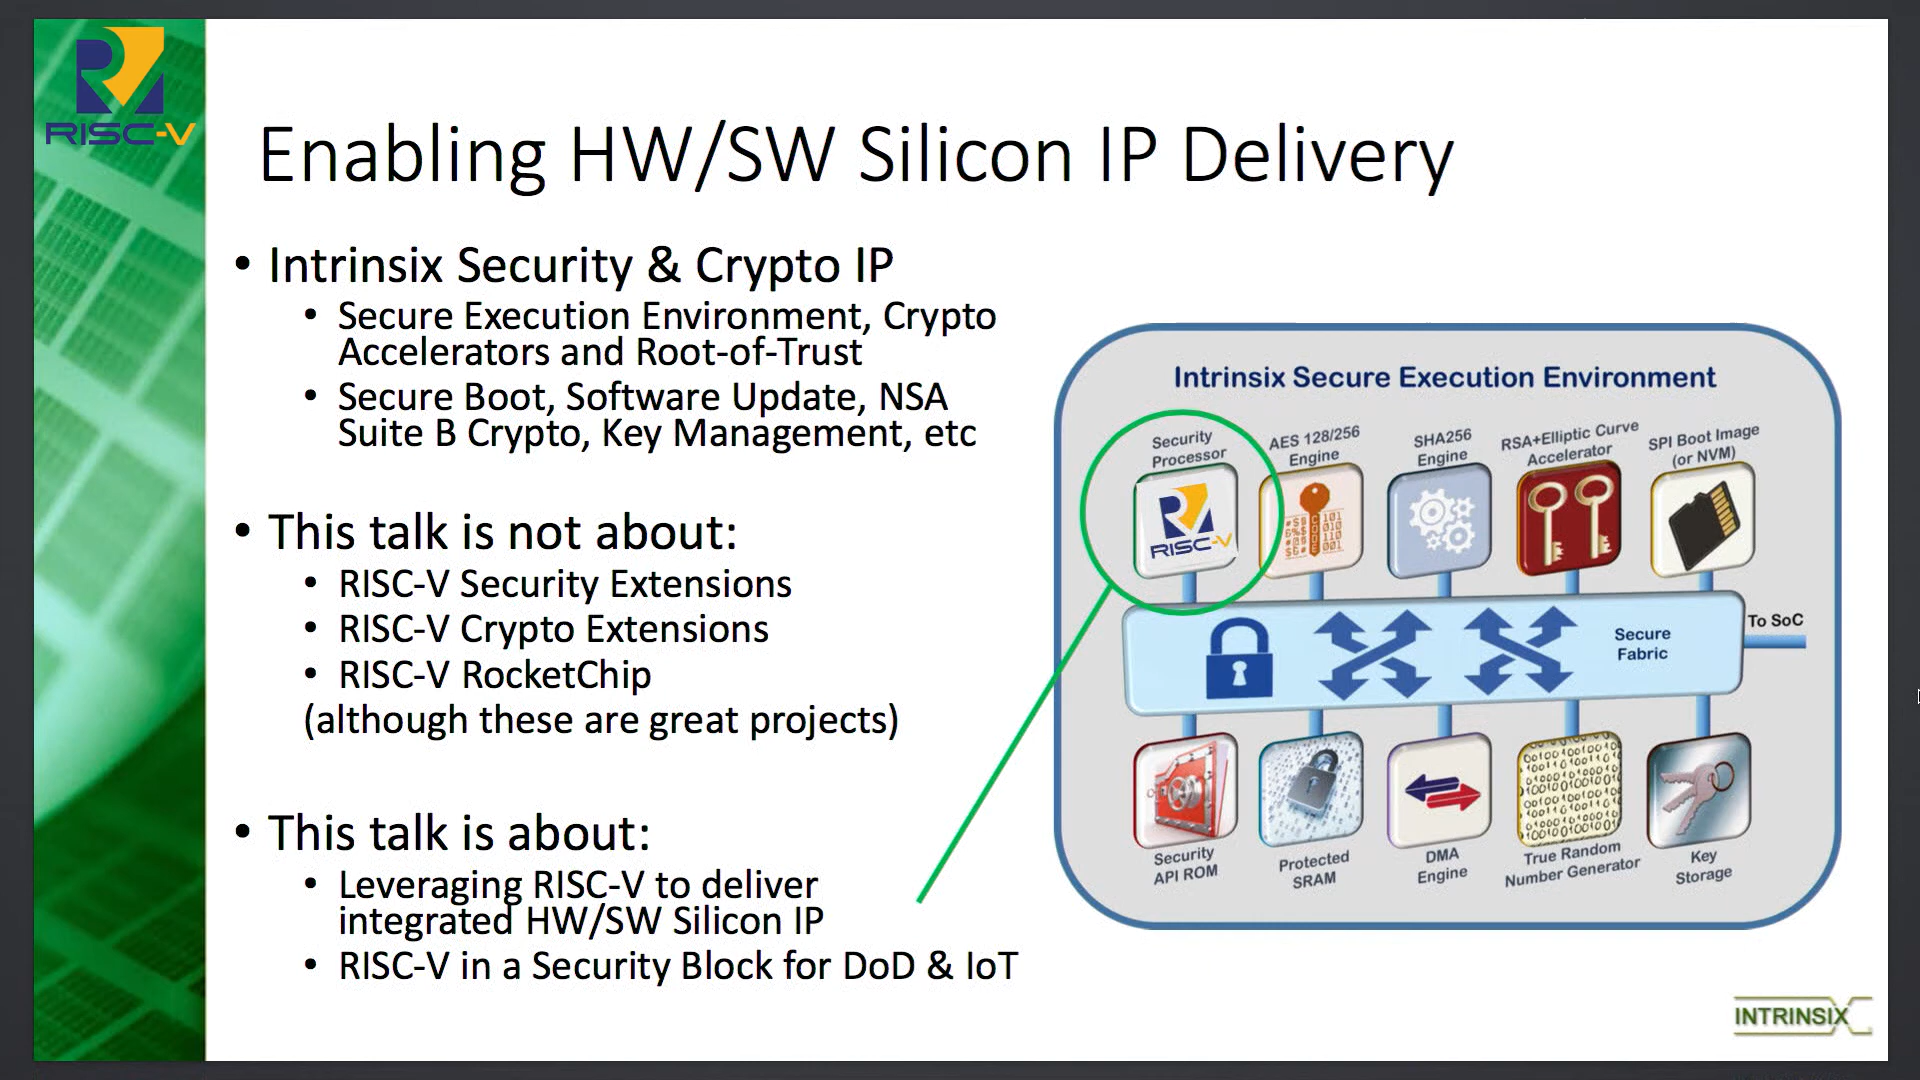 RISC-V
Enabling HW/SW Silicon IP Delivery
• Intrinsix Security & Crypto IP
• Secure Execution Environment, Crypto
Accelerators and Root-of-Trust
• Secure Boot, Software Update, NSA
Suite B Crypto, Key Management, etc
• This talk is not about:
• RISC-V Security Extensions
• RISC-V Crypto Extensions
• RISC-V RocketChip
(although these are great projects)
• This talk is about:
• Leveraging RISC-V to deliver
integrated HW/SW Silicon IP
• RISC-V in a Security Block for DoD & IoT
Intrinsix Secure Execution Environment
Security
Processor
AES 128/256
Engine
SHA256
Engine
RSA+Elliptic Curve
Accelerator
SPI Boot Image
(or NVM)
RISC-V
Secure
Fabric
To SoC
Security
API ROM
Protected
SRAM
DMA
Engine
True Random
Number Generator
Key
Storage
INTRINSIX